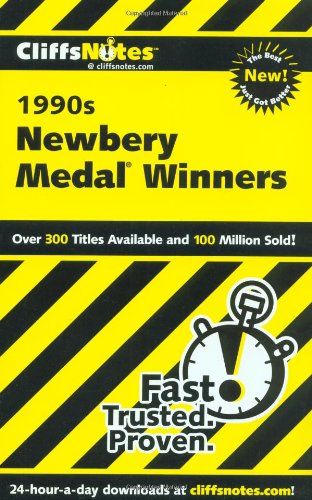 CliffsNotes™
@ cliffsnotes.com
The Best
New!
Just Got Better
1990s
Newbery
Medal® Winners
Over 300 Titles Available and 100 Million Sold!
Fast.
Trusted.
Proven.
24-hour-a-day downloads at cliffsnotes.com!